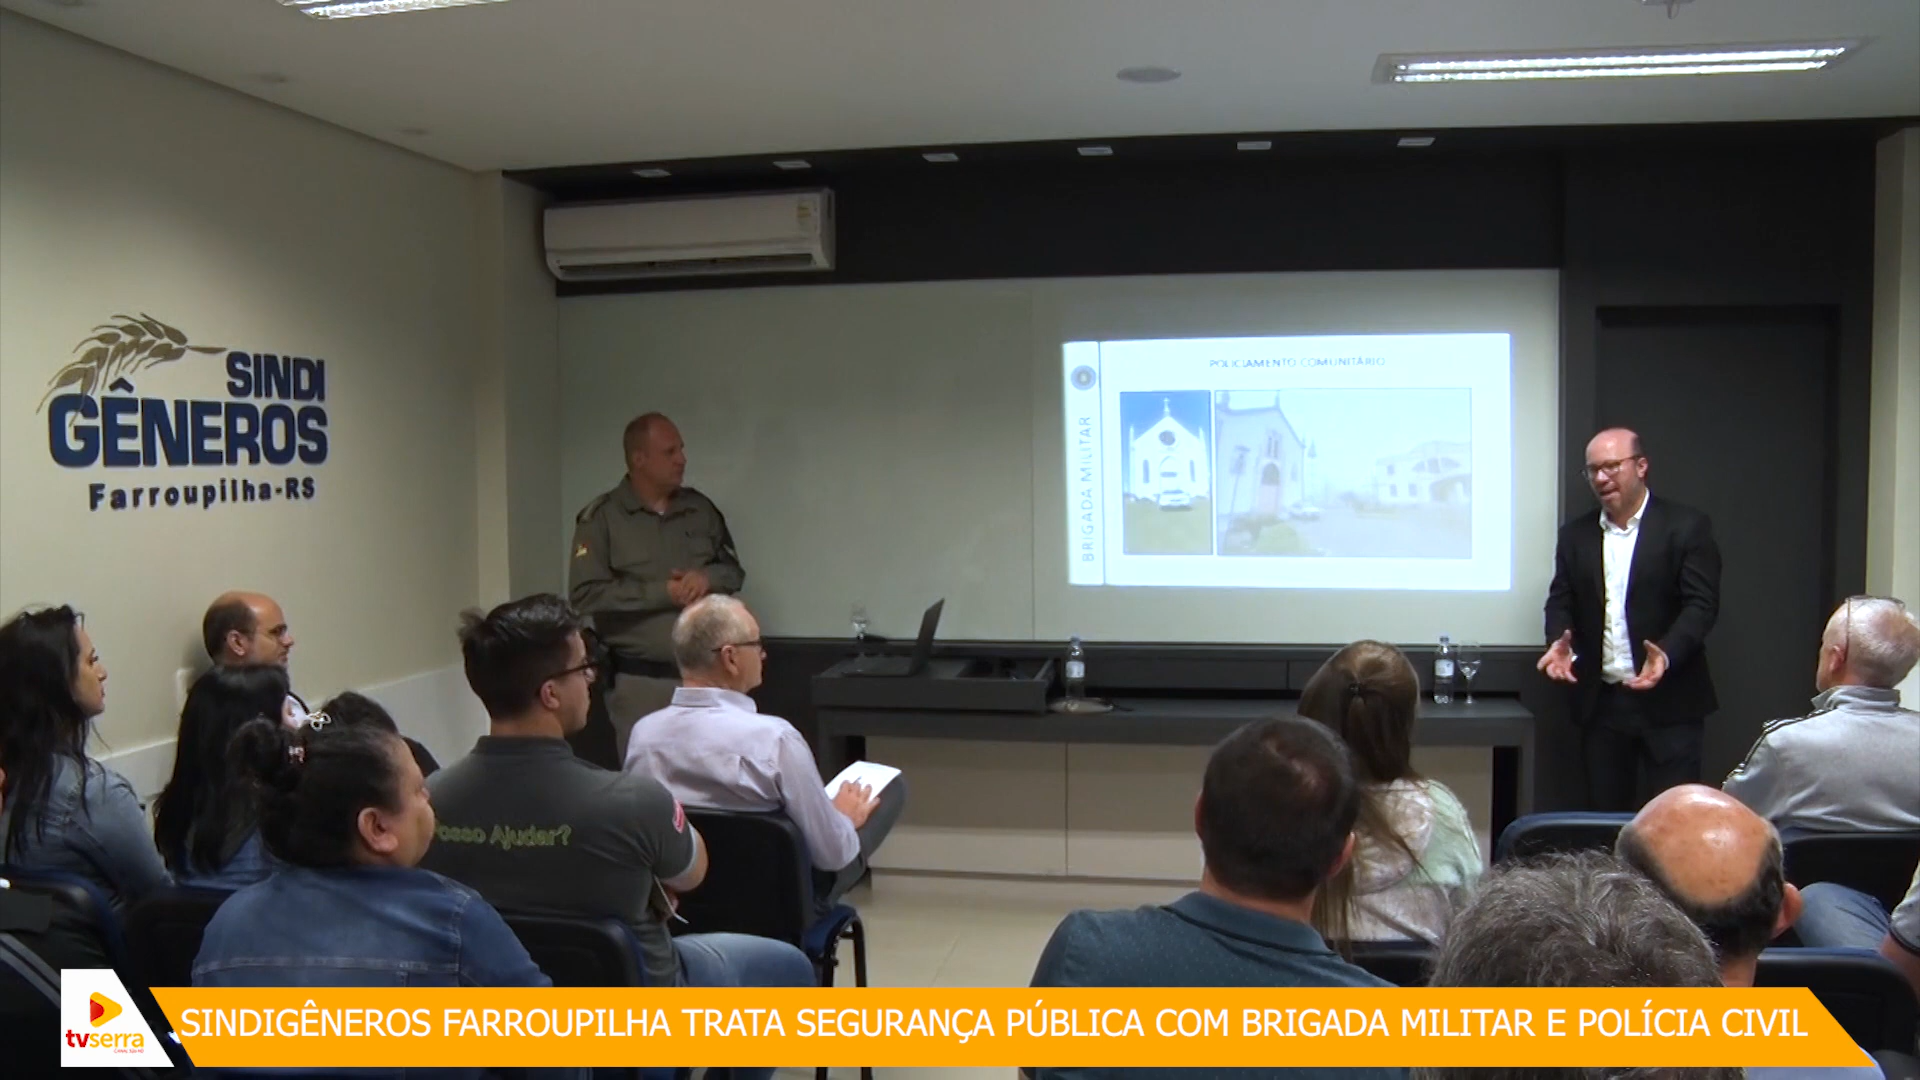 SINDI
GÊNEROS
Farroupilha-RS
POLICIAMENTO COMUNITÁRIO
BRIGADA MILITAR
Posso Ajudar?
tvserra
SINDIGÊNEROS FARROUPILHA TRATA SEGURANÇA PÚBLICA COM BRIGADA MILITAR E POLÍCIA CIVIL